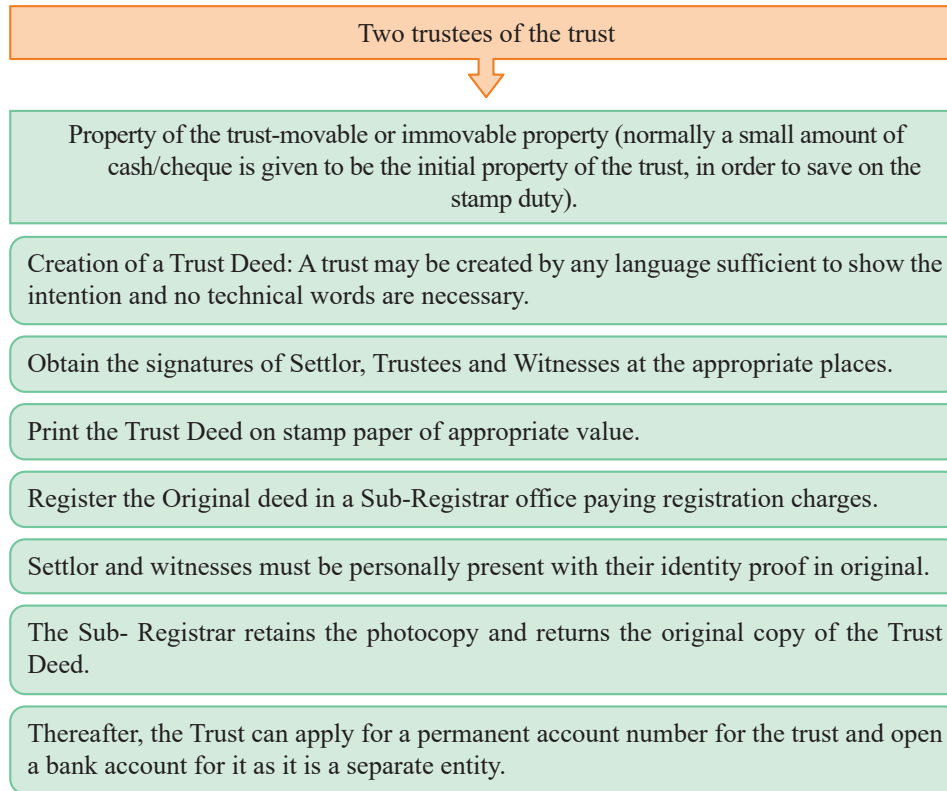 Two trustees of the trust
Property of the trust-movable or immovable property (normally a small amount of
cash/cheque is given to be the initial property of the trust, in order to save on the
stamp duty).
Creation of a Trust Deed: A trust may be created by any language sufficient to show the
intention and no technical words are necessary.
Obtain the signatures of Settlor, Trustees and Witnesses at the appropriate places.
Print the Trust Deed on stamp paper of appropriate value.
Register the Original deed in a Sub-Registrar office paying registration charges.
Settlor and witnesses must be personally present with their identity proof in original.
The Sub- Registrar retains the photocopy and returns the original copy of the Trust
Deed.
Thereafter, the Trust can apply for a permanent account number for the trust and open
a bank account for it as it is a separate entity.